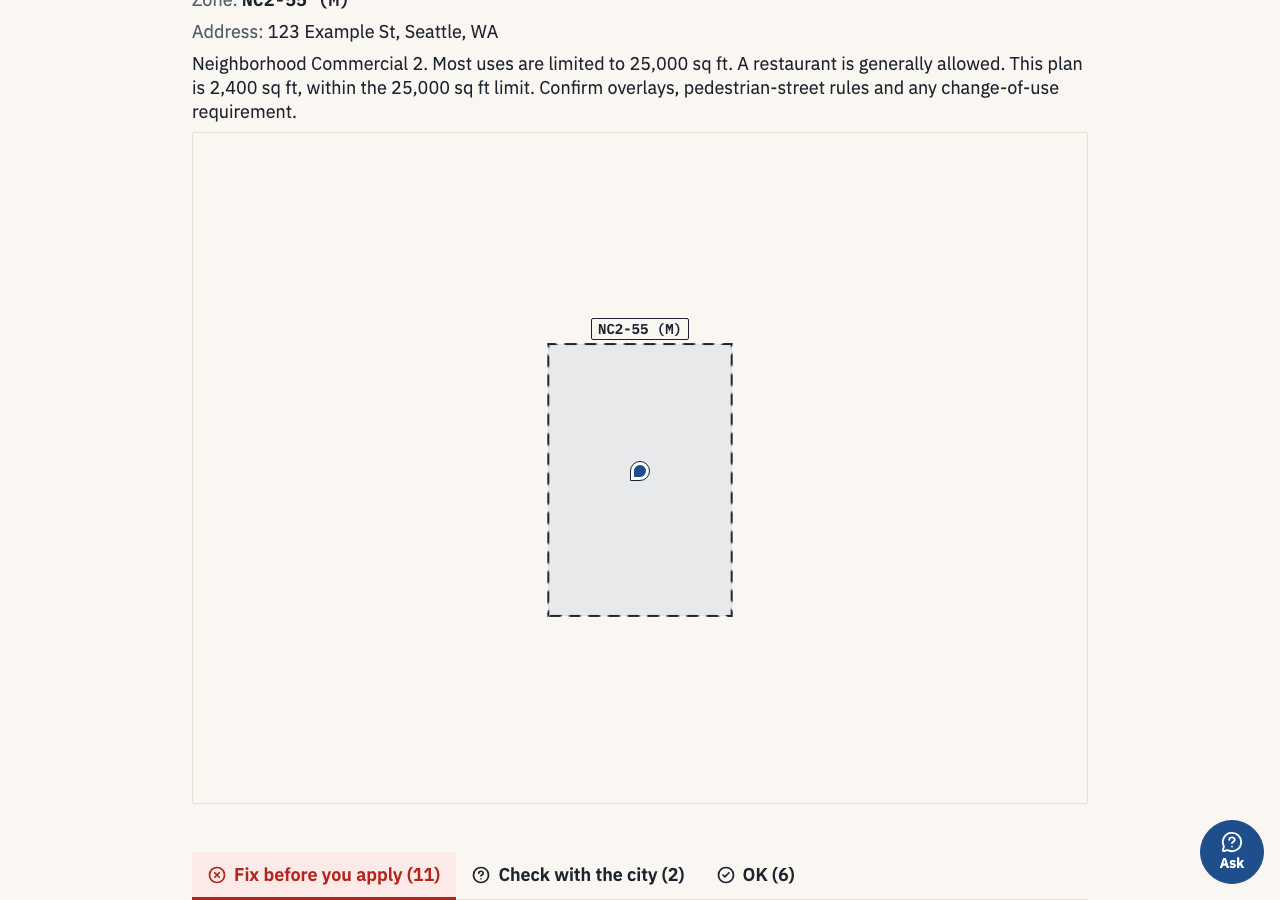 Zone: NC2-55 (M)
Address: 123 Example St, Seattle, WA
Neighborhood Commercial 2. Most uses are limited to 25,000 sq ft. A restaurant is generally allowed. This plan
is 2,400 sq ft, within the 25,000 sq ft limit. Confirm overlays, pedestrian-street rules and any change-of-use
requirement.
NC2-55 (M)
Ask
Fix before you apply (11) Check with the city (2) OK (6)